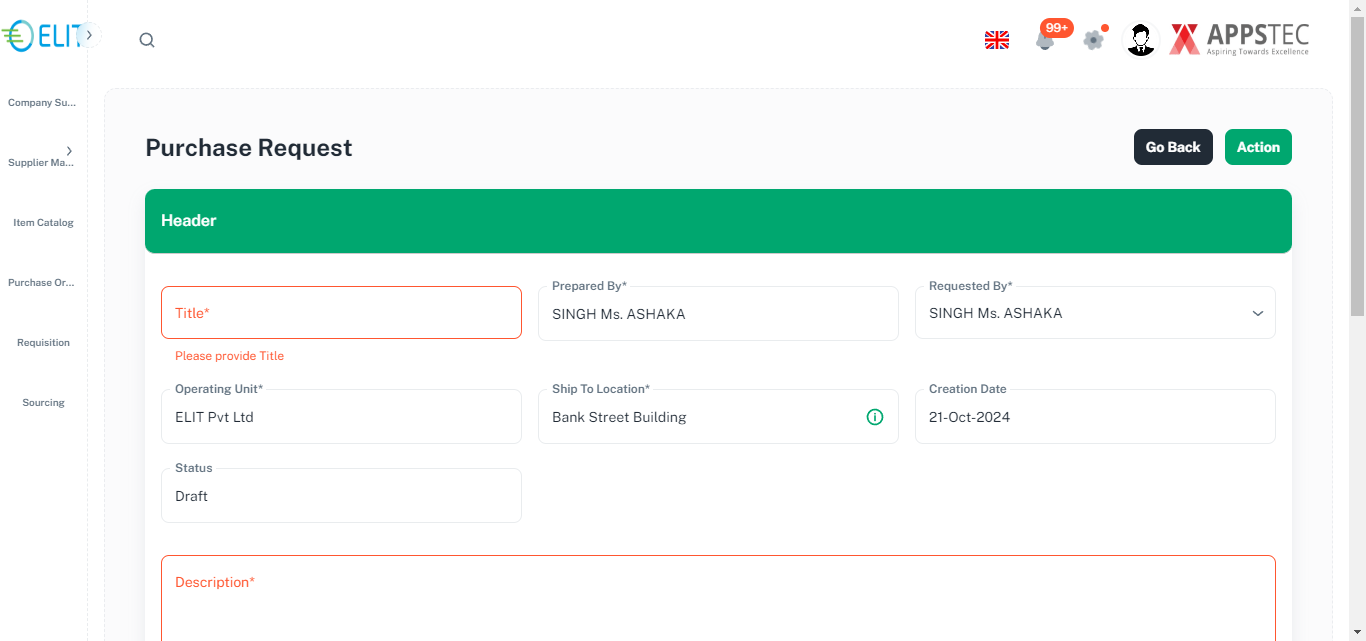 ELIT
99+
APPSTEC
Aspiring Towards Excellence
Company Su...
Supplier Ma...
Item Catalog
Purchase Or...
Requisition
Sourcing
Purchase Request
Go Back
Action
Header
Title*
Please provide Title
Prepared By*
SINGH Ms. ASHAKA
Requested By*
SINGH Ms. ASHAKA
Operating Unit*
ELIT Pvt Ltd
Ship To Location*
Bank Street Building
Creation Date
21-Oct-2024
Status
Draft
Description*